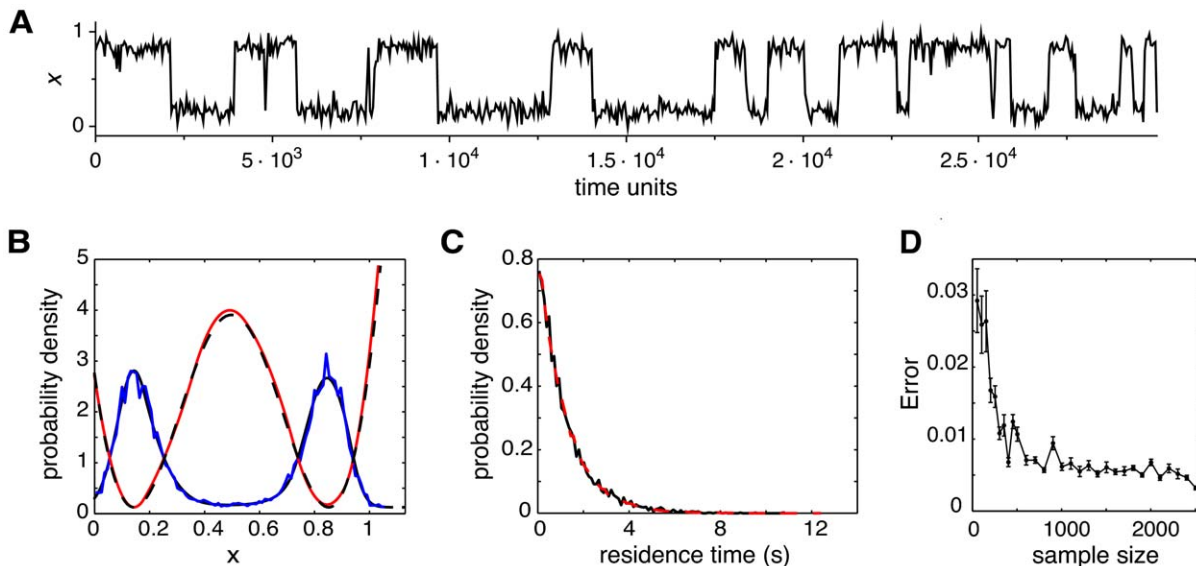 A
x
1
0
0
5 · 10³
1 · 10⁴
1.5 · 10⁴
2 · 10⁴
2.5 · 10⁴
time units
B
probability density
5
4
3
2
1
0
0
0.2
0.4
0.6
0.8
1
x
C
probability density
0.8
0.6
0.4
0.2
0
0
4
8
12
residence time (s)
D
Error
0.03
0.02
0.01
0
0
1000
2000
sample size